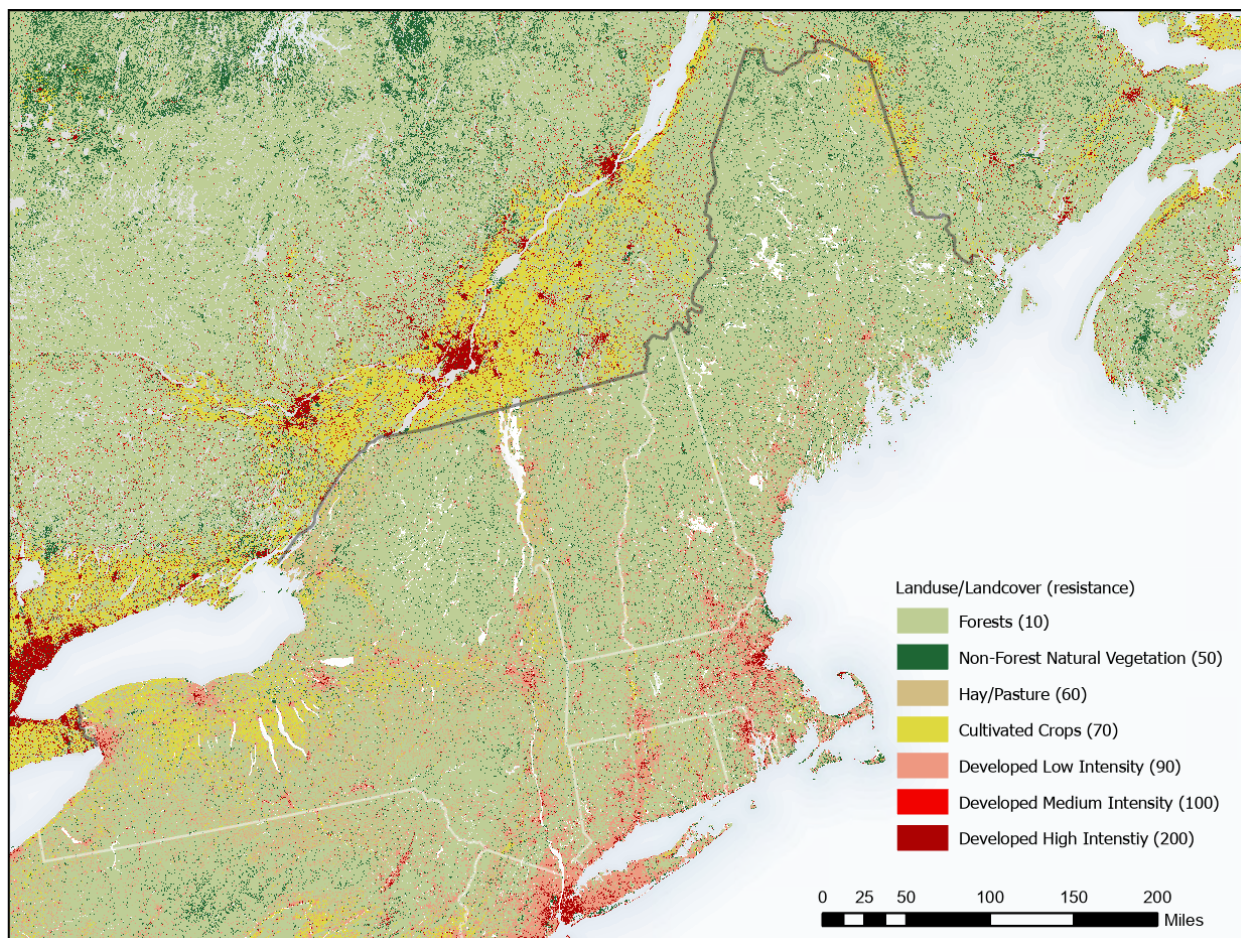 Landuse/Landcover (resistance)
Forests (10)
Non-Forest Natural Vegetation (50)
Hay/Pasture (60)
Cultivated Crops (70)
Developed Low Intensity (90)
Developed Medium Intensity (100)
Developed High Intenstiy (200)
0 25 50 100 150 200
Miles